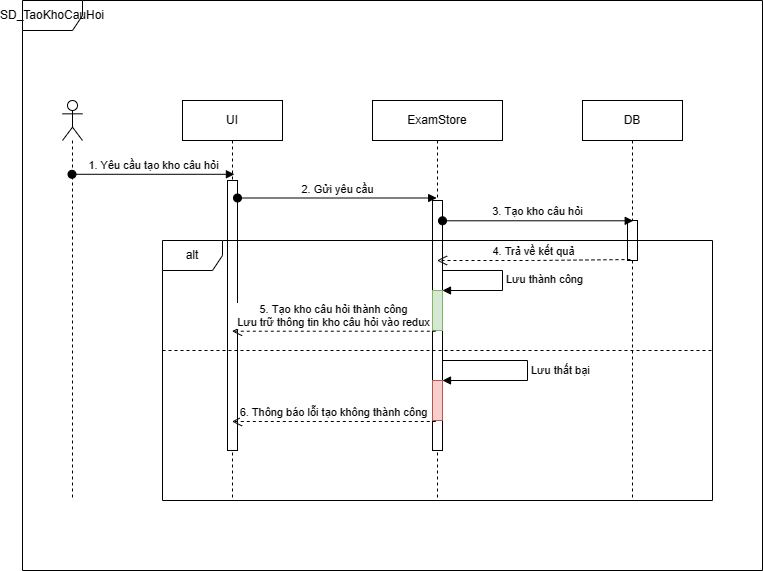 SD_TaoKhoCauHoi
UI
ExamStore
DB
1. Yêu cầu tạo kho câu hỏi
2. Gửi yêu cầu
3. Tạo kho câu hỏi
alt
4. Trả về kết quả
Lưu thành công
5. Tạo kho câu hỏi thành công
Lưu trữ thông tin kho câu hỏi vào redux
Lưu thất bại
6. Thông báo lỗi tạo không thành công